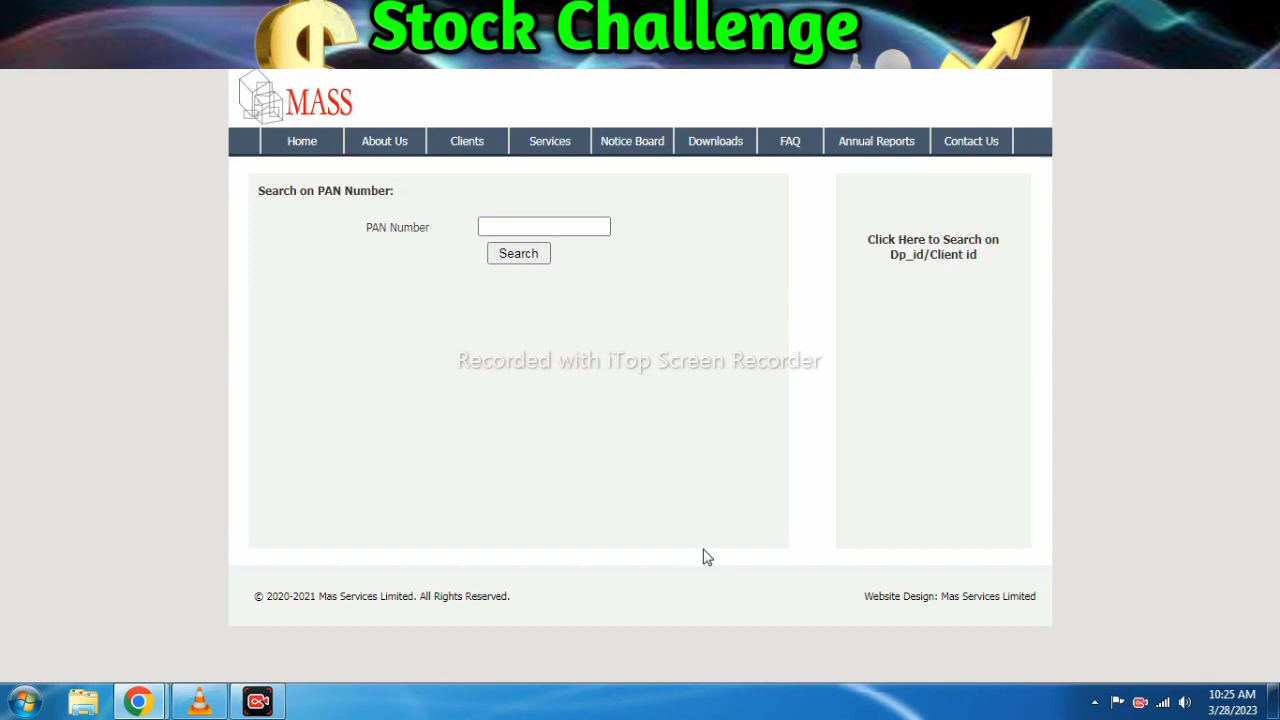 Stock Challenge
MASS
Home About Us Clients Services Notice Board Downloads FAQ Annual Reports Contact Us
Search on PAN Number:
PAN Number
Search
Click Here to Search on
Dp_id/Client id
Recorded with iTop Screen Recorder
© 2020-2021 Mas Services Limited. All Rights Reserved.
Website Design: Mas Services Limited
10:25 AM
3/28/2023